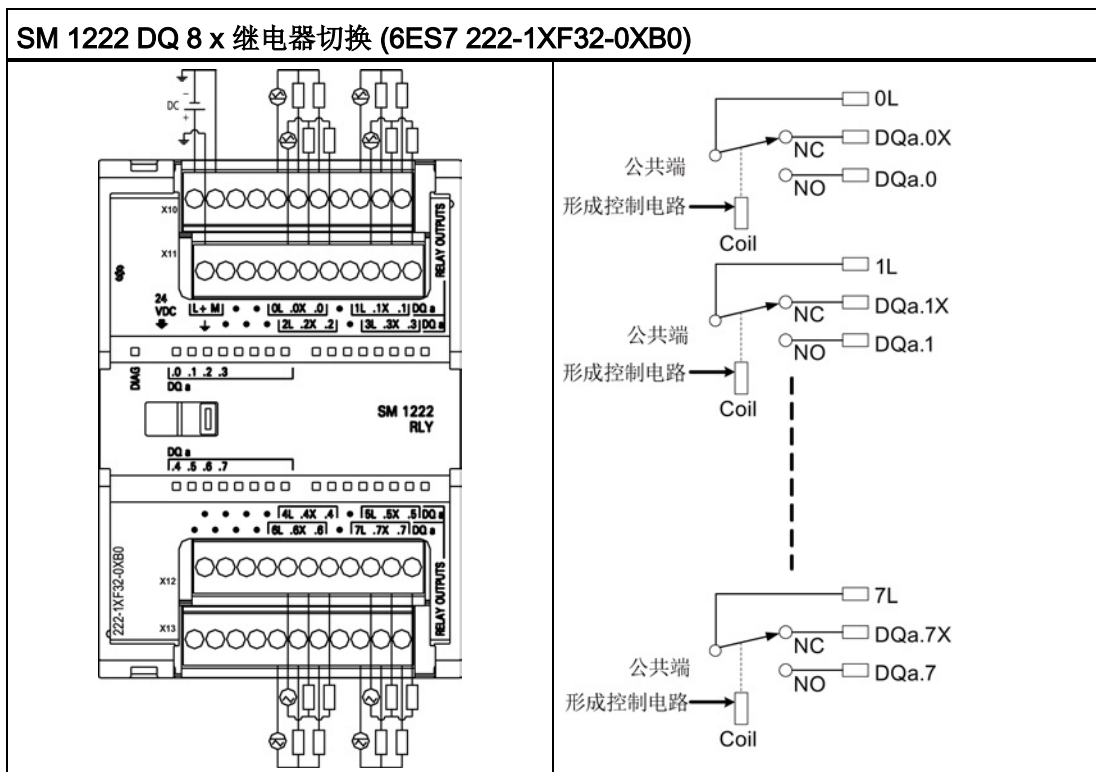 SM 1222 DQ 8 x 继电器切换 (6ES7 222-1XF32-0XB0)
DC
-
+
X10
X11
RELAY OUTPUTS
24
VDC
L+ M
0L .0X .0
1L .1X .1
DQ a
2L .2X .2
3L .3X .3
DQ a
DIAG
.0 .1 .2 .3
DQ a
SM 1222
RLY
DQ a
.4 .5 .6 .7
4L .4X .4
5L .5X .5
DQ a
6L .6X .6
7L .7X .7
DQ a
222-1XF32-0XB0
X12
X13
RELAY OUTPUTS
0L
DQa.0X
NC
公共端
DQa.0
NO
形成控制电路
Coil
1L
DQa.1X
NC
公共端
DQa.1
NO
形成控制电路
Coil
7L
DQa.7X
NC
公共端
DQa.7
NO
形成控制电路
Coil